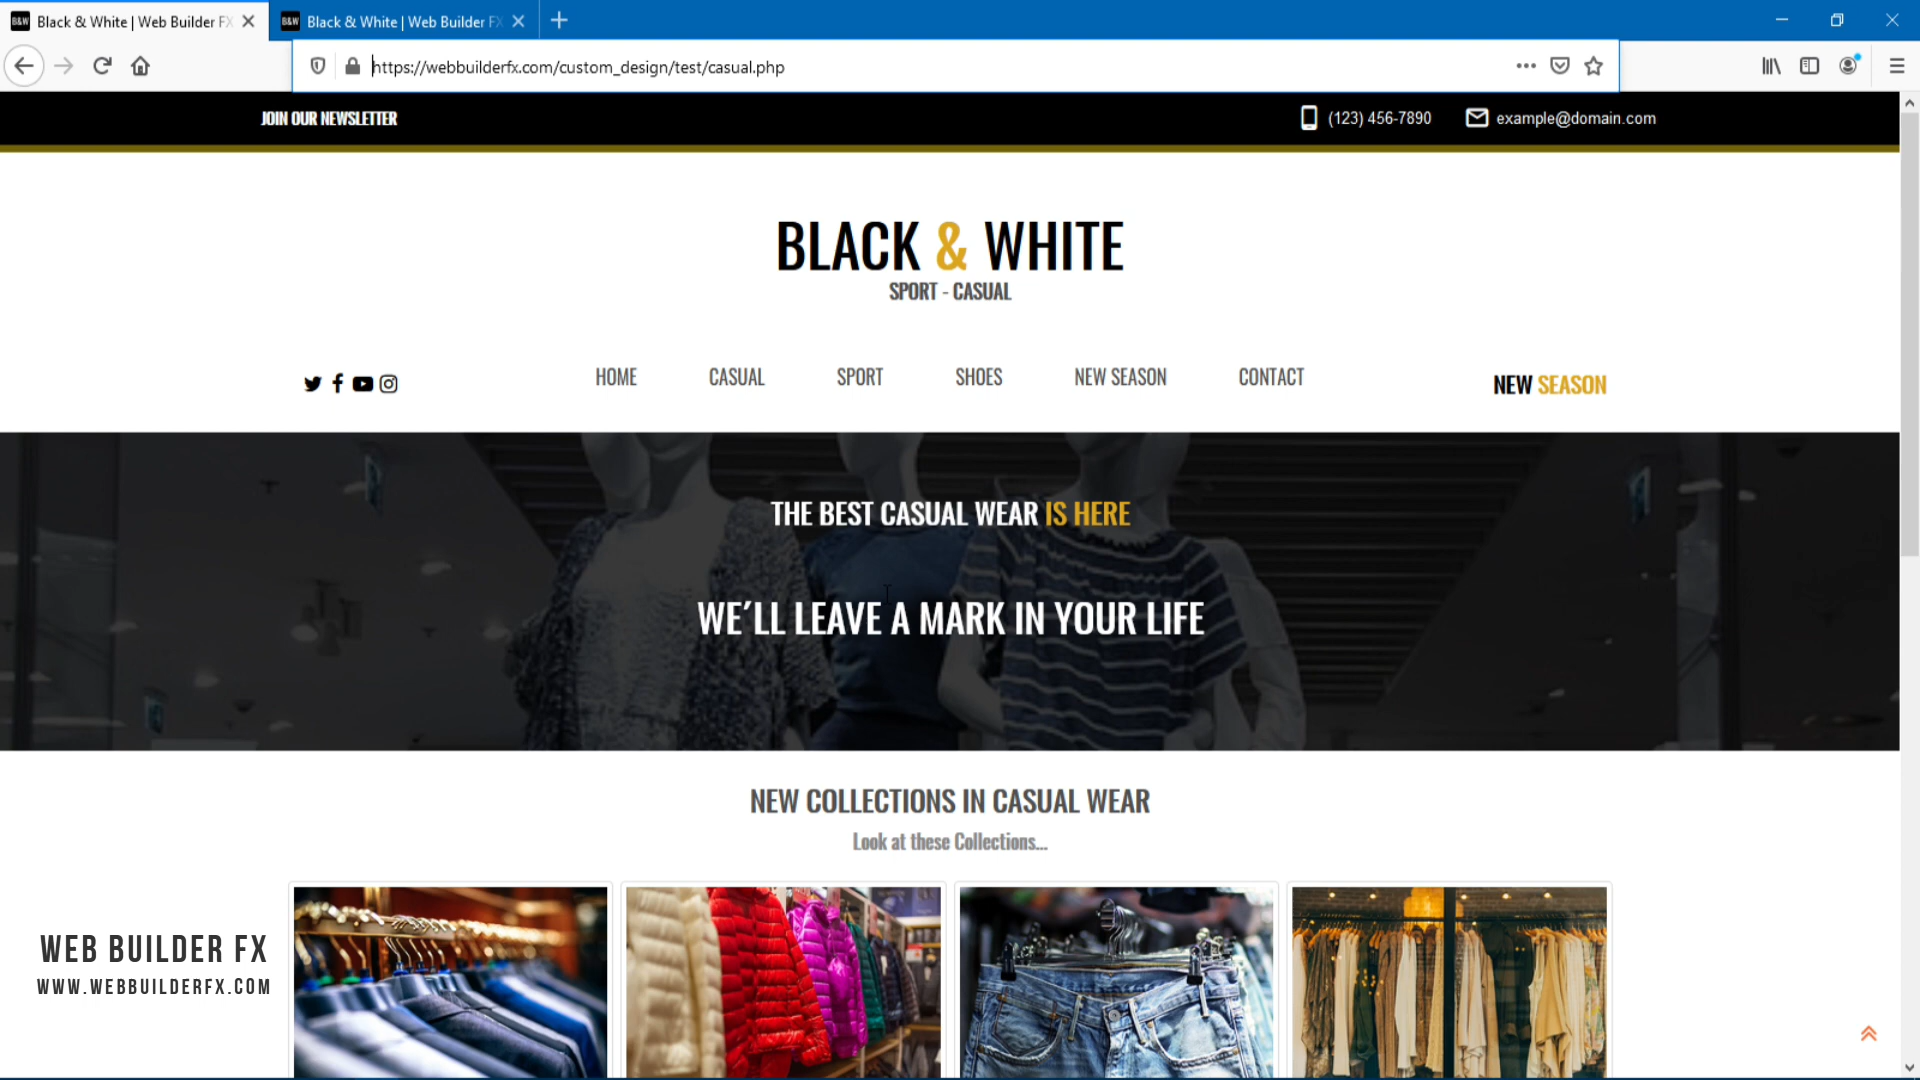 Black & White | Web Builder FX
Black & White | Web Builder FX
https://webbuilderfx.com/custom_design/test/casual.php
JOIN OUR NEWSLETTER
(123) 456-7890
example@domain.com
BLACK & WHITE
SPORT - CASUAL
HOME CASUAL SPORT SHOES NEW SEASON CONTACT
NEW SEASON
THE BEST CASUAL WEAR IS HERE
WE´LL LEAVE A MARK IN YOUR LIFE
NEW COLLECTIONS IN CASUAL WEAR
Look at these Collections...
WEB BUILDER FX
WWW.WEBBUILDERFX.COM